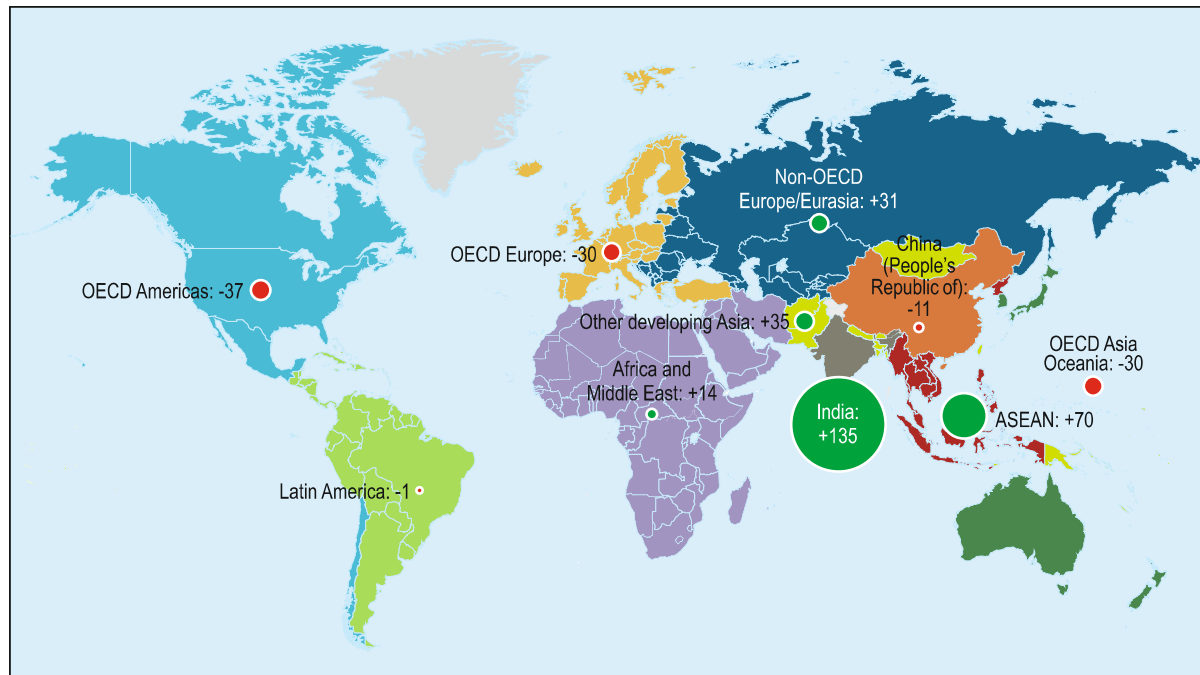 Non-OECD
Europe/Eurasia: +31
OECD Europe: -30
China
(People's
Republic of):
-11
OECD Americas: -37
Other developing Asia: +35
OECD Asia
Oceania: -30
Africa and
Middle East: +14
India:
+135
ASEAN: +70
Latin America: -1